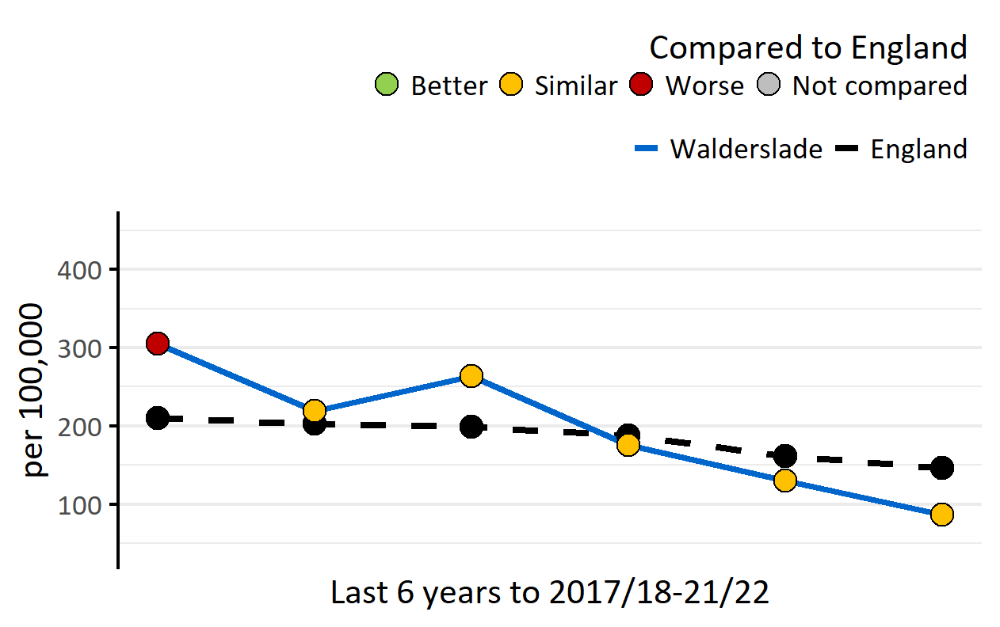 Compared to England
Better Similar Worse Not compared
Walderslade England
400
300
200
100
per 100,000
Last 6 years to 2017/18-21/22